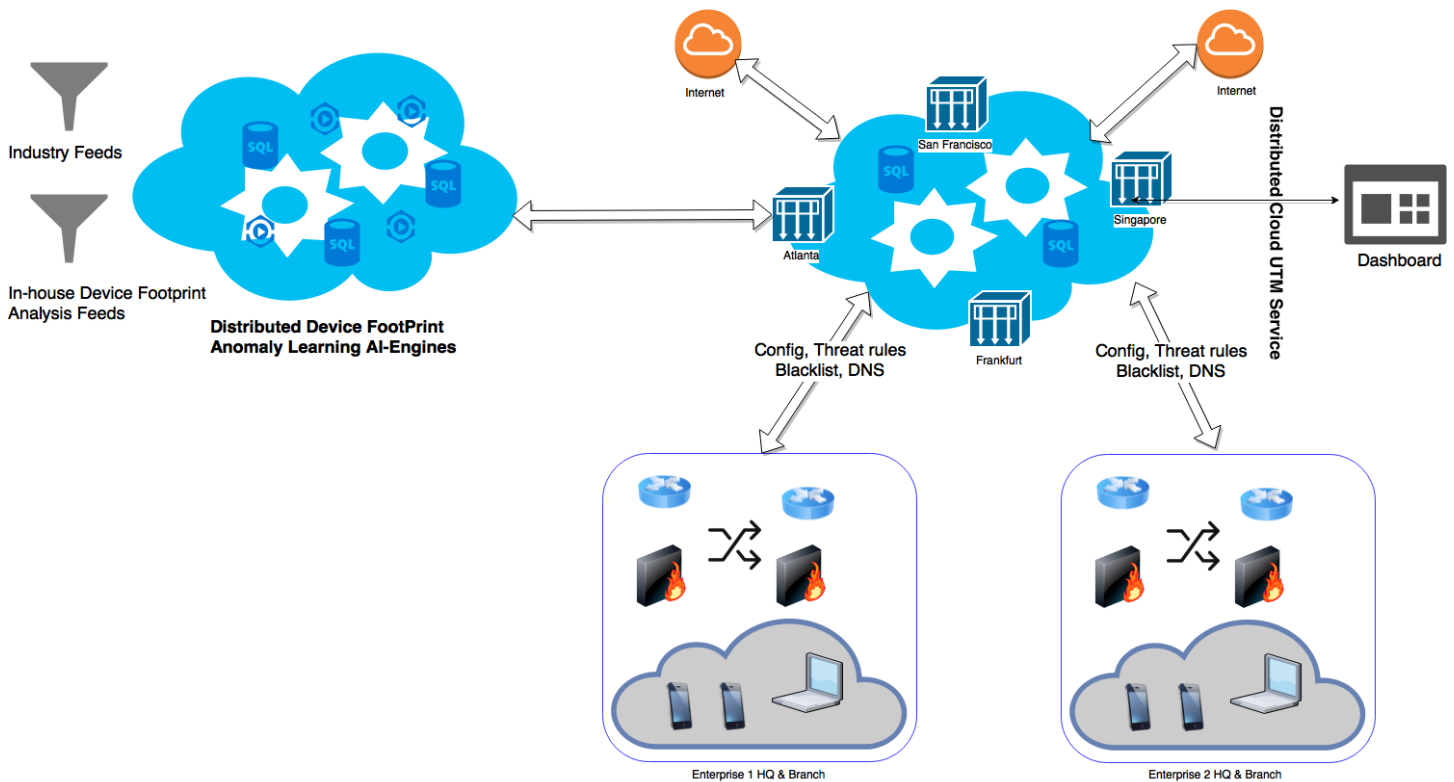 Industry Feeds
In-house Device Footprint
Analysis Feeds
SQL
SQL
SQL
Distributed Device FootPrint
Anomaly Learning AI-Engines
Internet
Internet
San Francisco
SQL
Singapore
Atlanta
SQL
Frankfurt
Distributed Cloud UTM Service
Dashboard
Config, Threat rules
Blacklist, DNS
Config, Threat rules
Blacklist, DNS
Enterprise 1 HQ & Branch
Enterprise 2 HQ & Branch